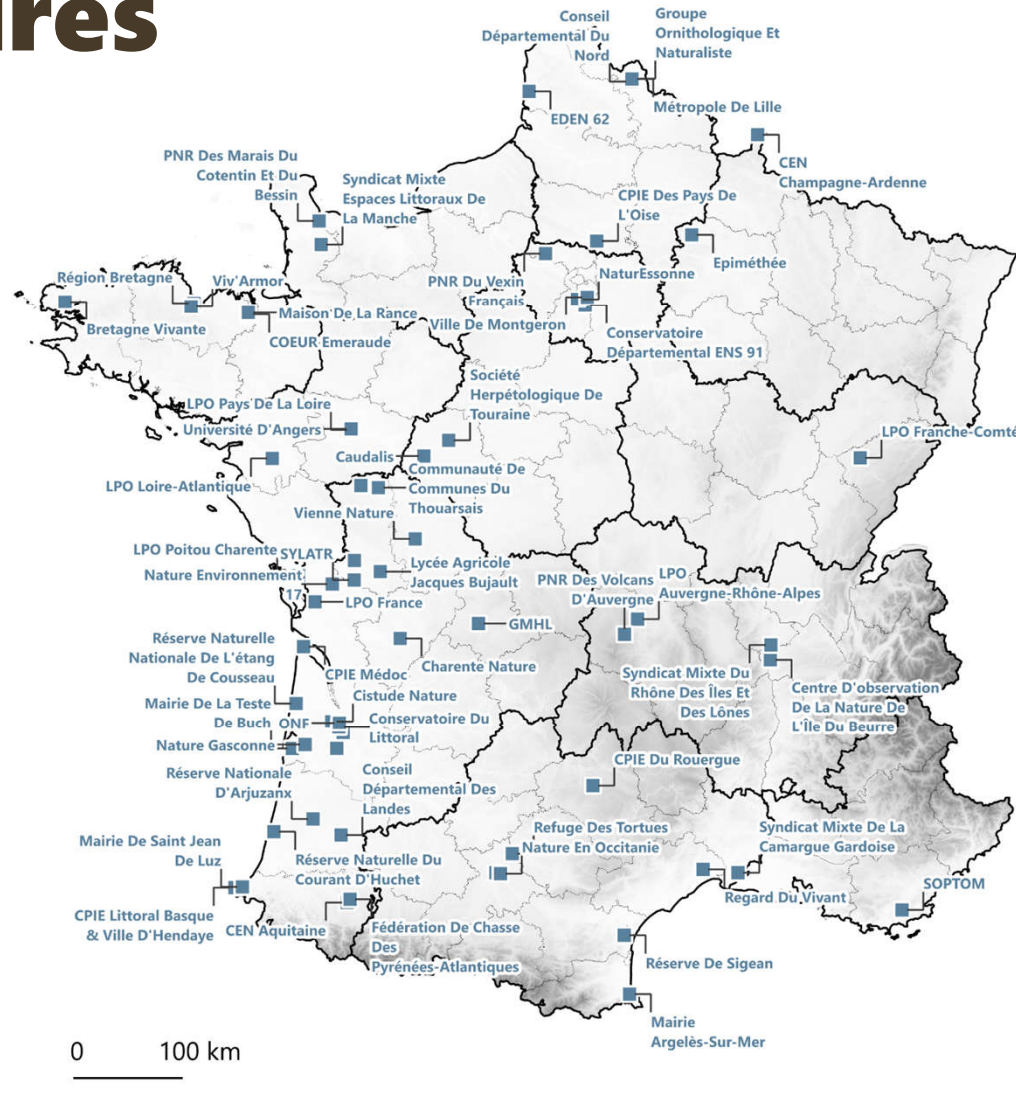 ires
Conseil
Départemental Du
Nord
Groupe
Ornithologique Et
Naturaliste
Métropole De Lille
EDEN 62
CEN
Champagne-Ardenne
PNR Des Marais Du
Cotentin Et Du
Bessin
Syndicat Mixte
Espaces Littoraux De
La Manche
CPIE Des Pays De
L'Oise
Epiméthée
Région Bretagne
Viv'Armor
Bretagne Vivante
Maison De La Rance
COEUR Emeraude
PNR Du Vexin
Français
NaturEssonne
Ville De Montgeron
Conservatoire
Départemental ENS 91
Société
Herpétologique De
Touraine
LPO Pays De La Loire
Université D'Angers
Caudalis
LPO Franche-Comté
LPO Loire-Atlantique
Communauté De
Communes Du
Thouarsais
Vienne Nature
LPO Poitou Charente
SYLATR
Nature Environnement
17
Lycée Agricole
Jacques Bujault
LPO France
PNR Des Volcans
D'Auvergne
LPO
Auvergne-Rhône-Alpes
GMHL
Charente Nature
Réserve Naturelle
Nationale De L'étang
De Cousseau
CPIE Médoc
Syndicat Mixte Du
Rhône Des Îles Et
Des Lônes
Centre D'observation
De La Nature De
L'Île Du Beurre
Mairie De La Teste
De Buch
ONF
Cistude Nature
Conservatoire Du
Littoral
Nature Gasconne
Réserve Nationale
D'Arjuzanx
Conseil
Départemental Des
Landes
CPIE Du Rouergue
Mairie De Saint Jean
De Luz
Réserve Naturelle Du
Courant D'Huchet
Refuge Des Tortues
Nature En Occitanie
Syndicat Mixte De La
Camargue Gardoise
Regard Du Vivant
SOPTOM
CPIE Littoral Basque
& Ville D'Hendaye
CEN Aquitaine
Fédération De Chasse
Des
Pyrénées-Atlantiques
Réserve De Sigean
Mairie
Argelès-Sur-Mer
0 100 km